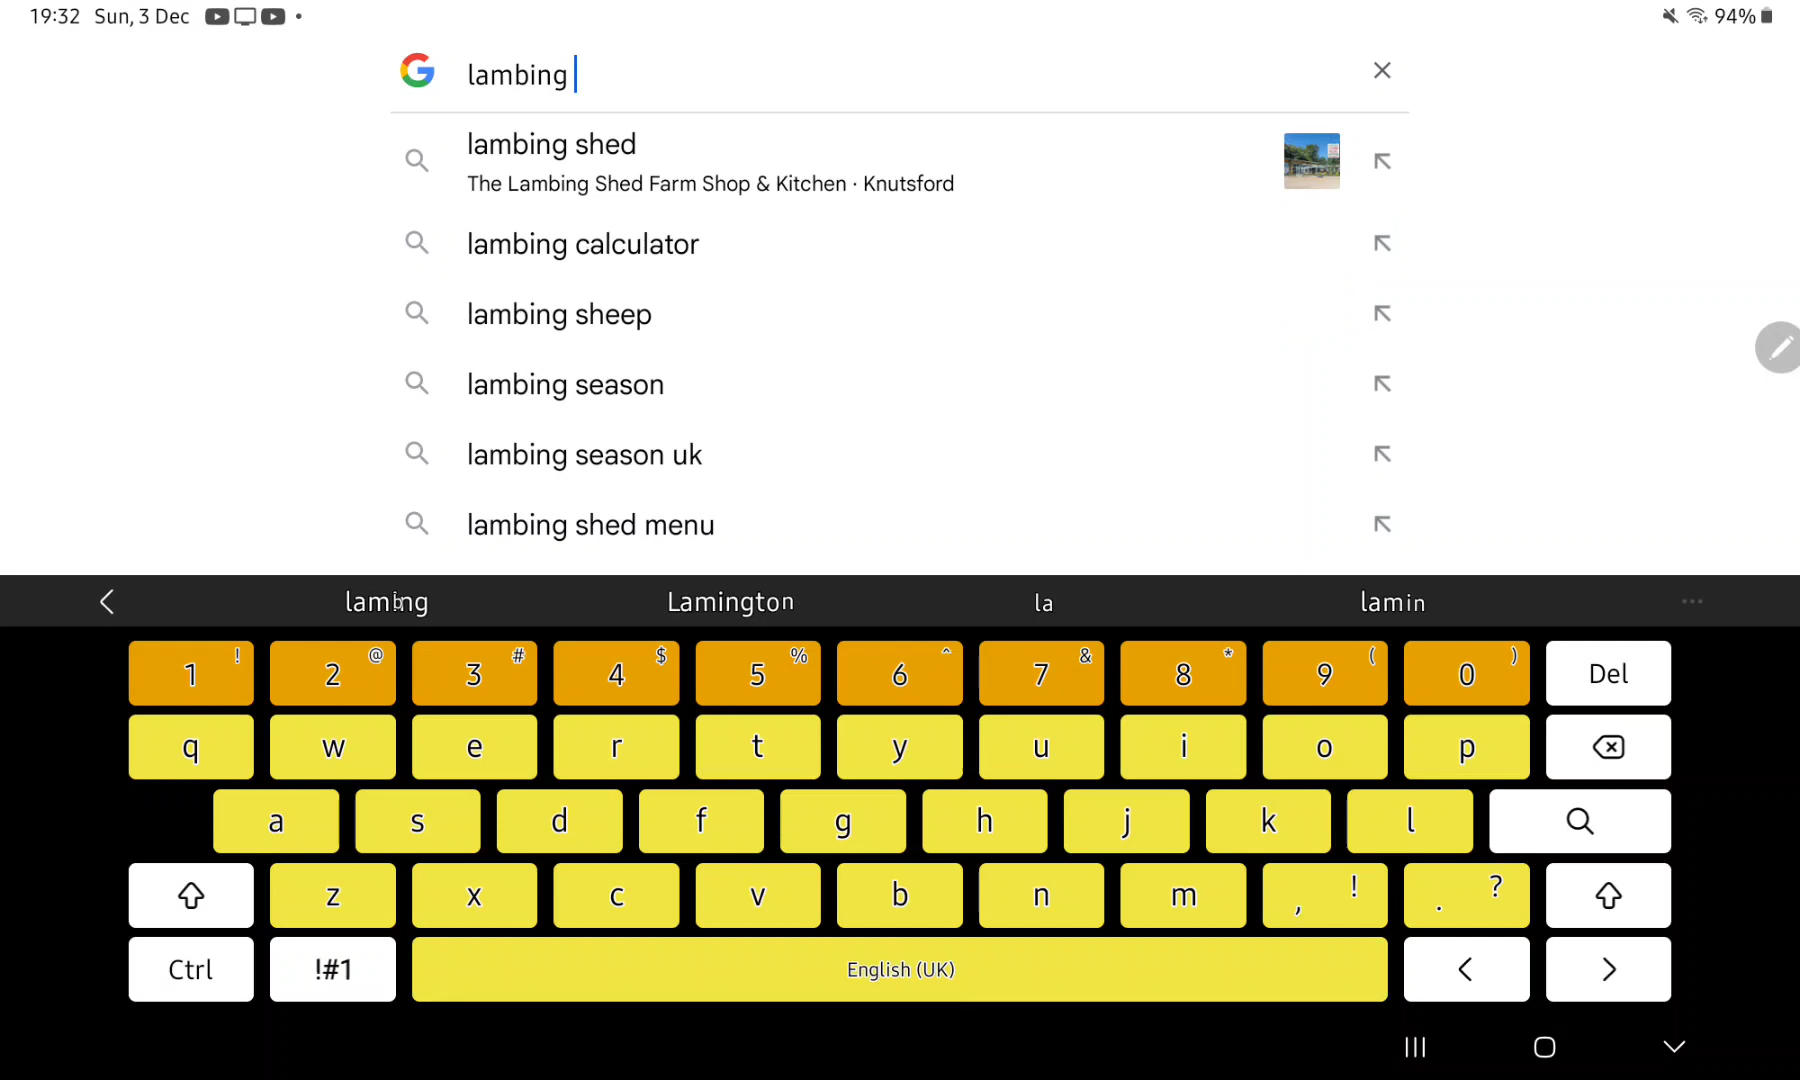 19:32 Sun, 3 Dec 94%
lambing
lambing shed
The Lambing Shed Farm Shop & Kitchen · Knutsford
lambing calculator
lambing sheep
lambing season
lambing season uk
lambing shed menu
Lamington la lamin
1 ! 2 @ 3 # 4 $ 5 % 6 ^ 7 & 8 * 9 ( 0 ) Del
q w e r t y u i o p
a s d f g h j k l
z x c v b n m , ! . ?
Ctrl !#1 English (UK) < >